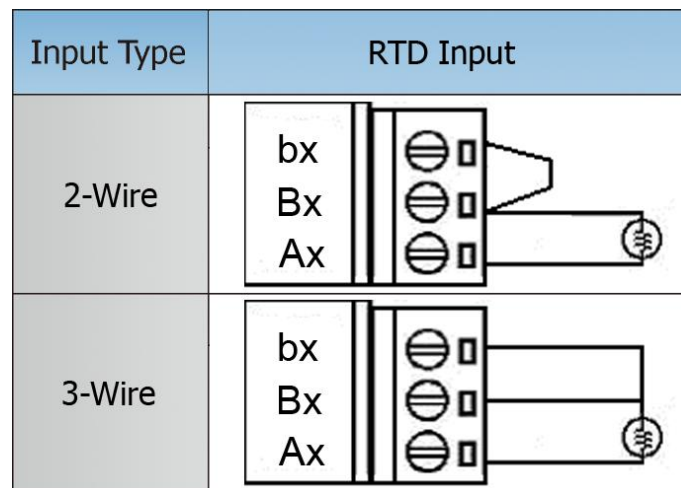 Input Type
RTD Input
2-Wire
bx
Bx
Ax
3-Wire
bx
Bx
Ax